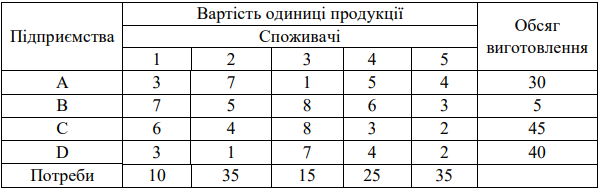 Підприємства Вартість одиниці продукції Обсяг виготовлення
Споживачі
1 2 3 4 5
A 3 7 1 5 4 30
B 7 5 8 6 3 5
C 6 4 8 3 2 45
D 3 1 7 4 2 40
Потреби 10 35 15 25 35